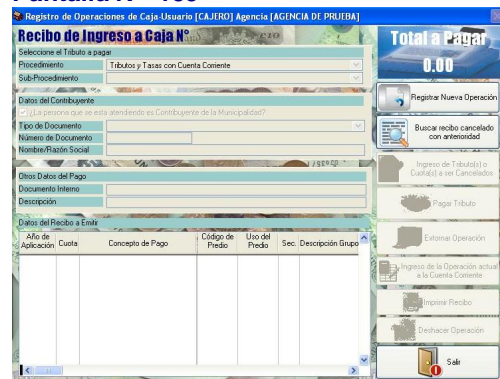 Registro de Operaciones de Caja-Usuario [CAJERO] Agencia [AGENCIA DE PRUEBA]
Recibo de Ingreso a Caja N°
Total a Pagar
0.00
Seleccione el Tributo a pagar
Procedimiento
Tributos y Tasas con Cuenta Corriente
Sub-Procedimiento
Datos del Contribuyente
¿La persona que se esta atendiendo es Contribuyente de la Municipalidad?
Tipo de Documento
Número de Documento
Nombre/Razón Social
Otros Datos del Pago
Documento Interno
Descripción
Datos del Recibo a Emitir
Año de Aplicación Cuota Concepto de Pago Código de Predio Uso del Predio Sec. Descripción Grupo
Registrar Nueva Operación
Buscar recibo cancelado con anterioridad
Ingreso de Tributo(s) o Cuota(s) a ser Cancelados
Pagar Tributo
Extornar Operación
Ingreso de la Operación actual a la Cuenta Corriente
Imprimir Recibo
Deshacer Operación
Salir